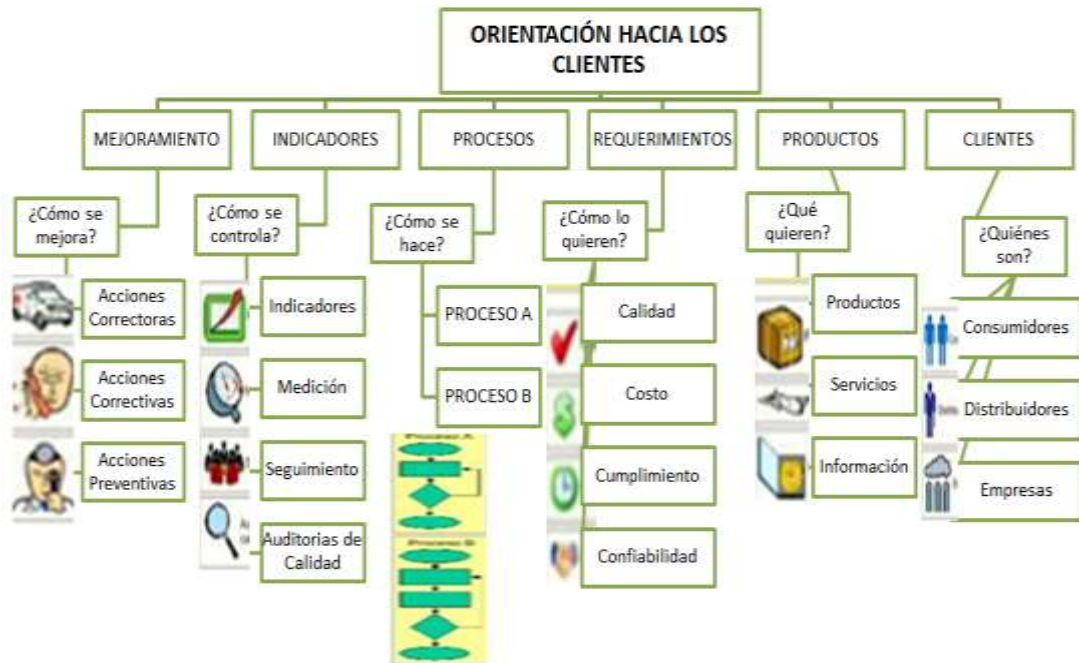 ORIENTACIÓN HACIA LOS
CLIENTES
MEJORAMIENTO
INDICADORES
PROCESOS
REQUERIMIENTOS
PRODUCTOS
CLIENTES
¿Cómo se
mejora?
Acciones
Correctoras
Acciones
Correctivas
Acciones
Preventivas
¿Cómo se
controla?
Indicadores
Medición
Seguimiento
Auditorias de
Calidad
¿Cómo se
hace?
PROCESO A
PROCESO B
Proceso A
Proceso B
¿Cómo lo
quieren?
Calidad
Costo
Cumplimiento
Confiabilidad
¿Qué
quieren?
Productos
Servicios
Información
¿Quiénes
son?
Consumidores
Distribuidores
Empresas